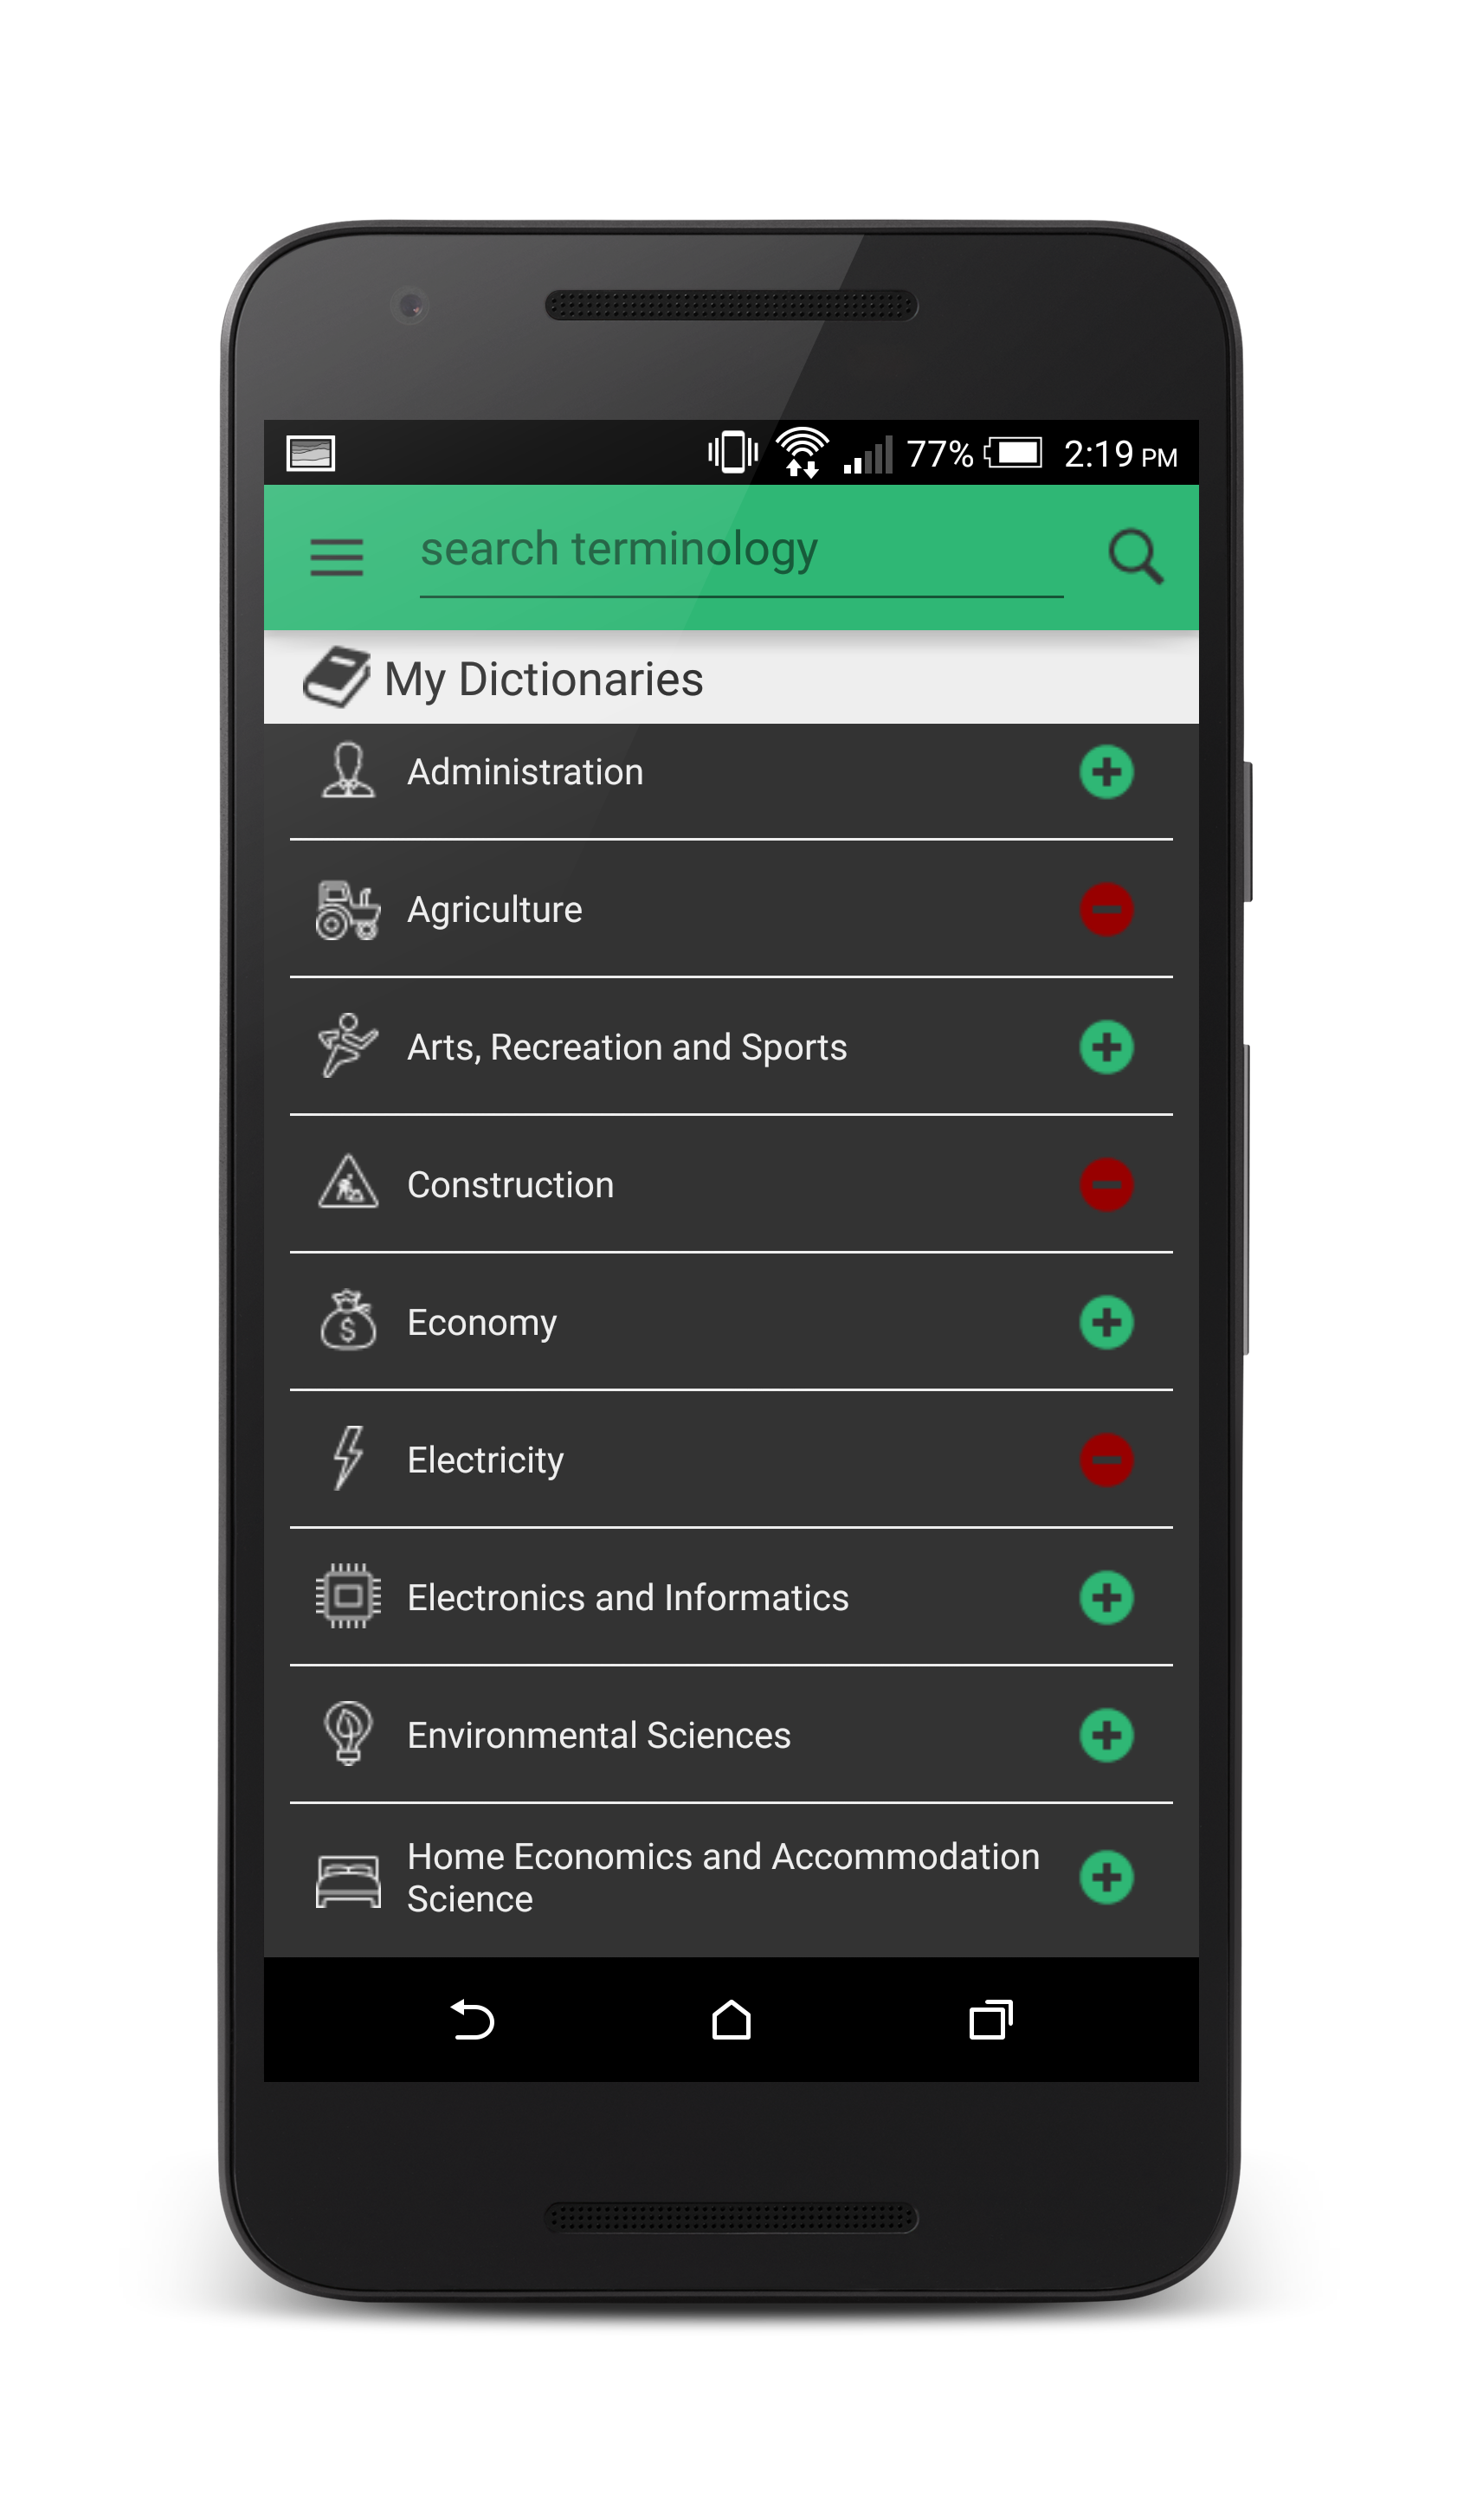 77% 2:19 PM
search terminology
My Dictionaries
Administration
Agriculture
Arts, Recreation and Sports
Construction
Economy
Electricity
Electronics and Informatics
Environmental Sciences
Home Economics and Accommodation
Science